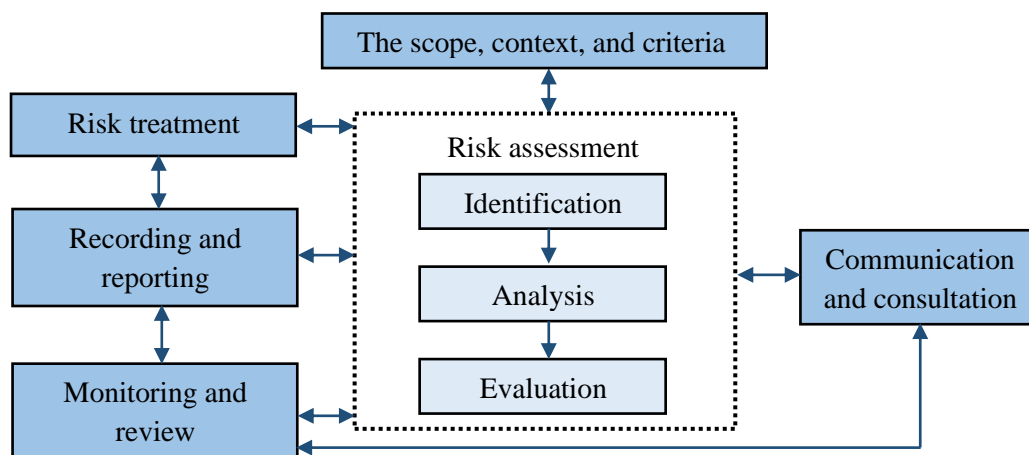 The scope, context, and criteria
Risk treatment
Risk assessment
Identification
Recording and
reporting
Analysis
Communication
and consultation
Evaluation
Monitoring and
review